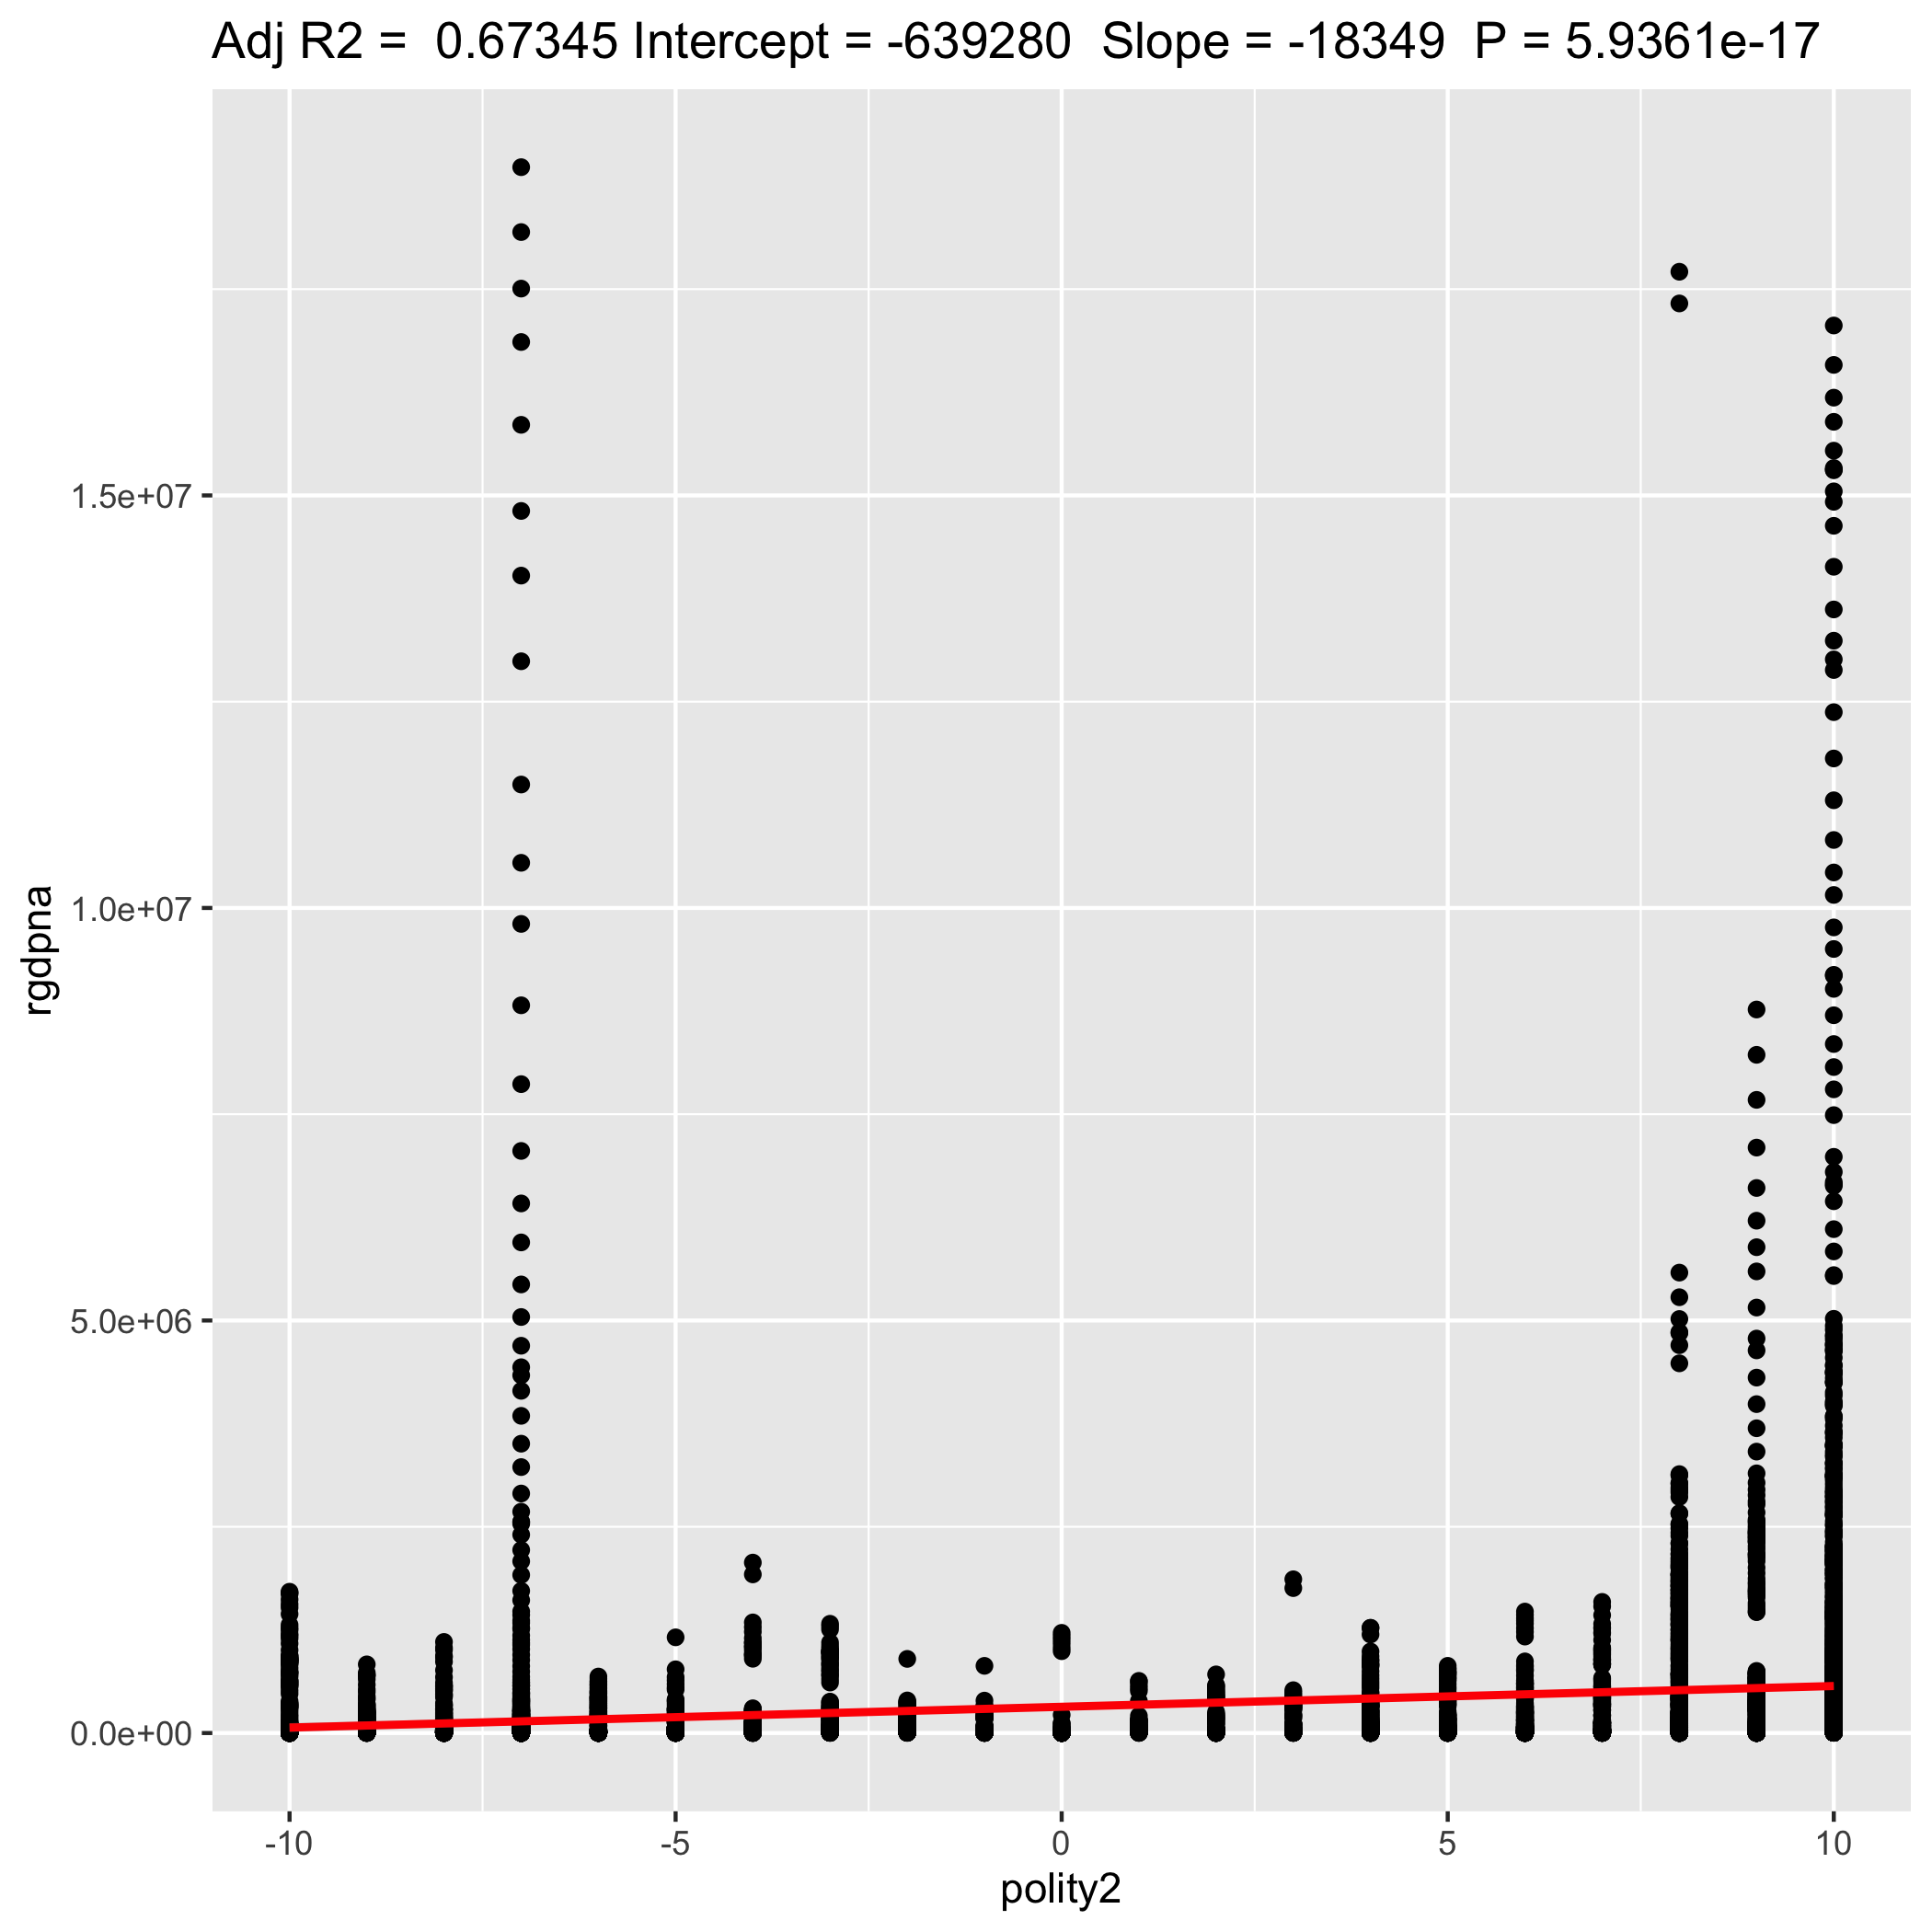 Adj R2 =  0.67345 Intercept = -639280  Slope = -18349  P = 5.9361e-17
rgdpna
1.5e+07
1.0e+07
5.0e+06
0.0e+00
-10 -5 0 5 10
polity2